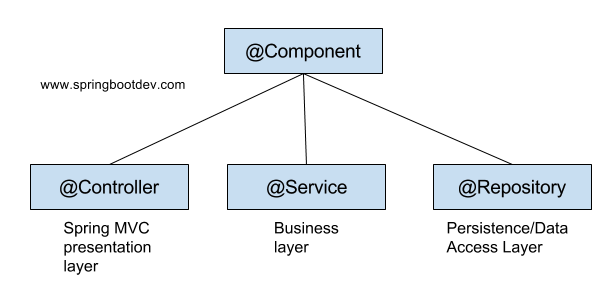 @Component
www.springbootdev.com
@Controller
@Service
@Repository
Spring MVC
presentation
layer
Business
layer
Persistence/Data
Access Layer